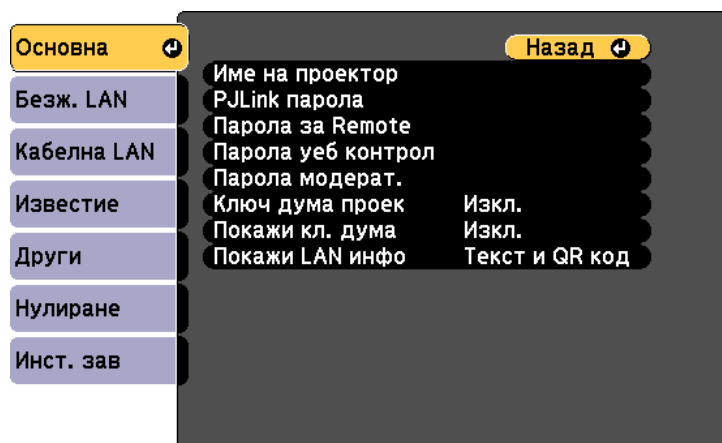 Основна
Безж. LAN
Кабелна LAN
Известие
Други
Нулиране
Инст. зав
Назад
Име на проектор
PJLink парола
Парола за Remote
Парола уеб контрол
Парола модерат.
Ключ дума проек Изкл.
Покажи кл. дума Изкл.
Покажи LAN инфо Текст и QR код